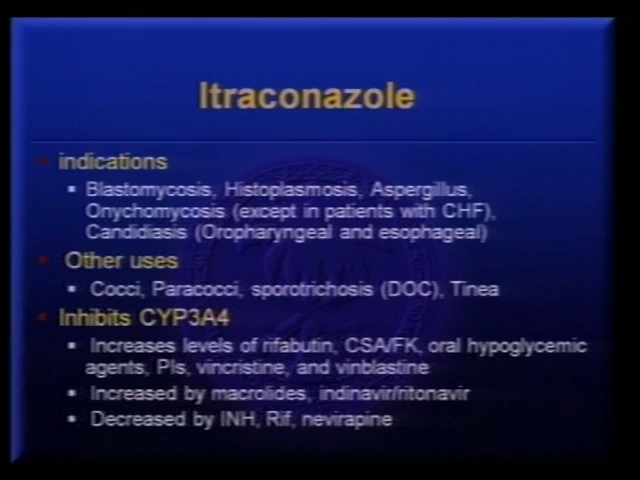 Itraconazole
indications
Blastomycosis, Histoplasmosis, Aspergillus,
Onychomycosis (except in patients with CHF),
Candidiasis (Oropharyngeal and esophageal)
Other uses
Cocci, Paracocci, sporotrichosis (DOC), Tinea
Inhibits CYP3A4
Increases levels of rifabutin, CSA/FK, oral hypoglycemic
agents, PIs, vincristine, and vinblastine
Increased by macrolides, indinavir/ritonavir
Decreased by INH, Rif, nevirapine